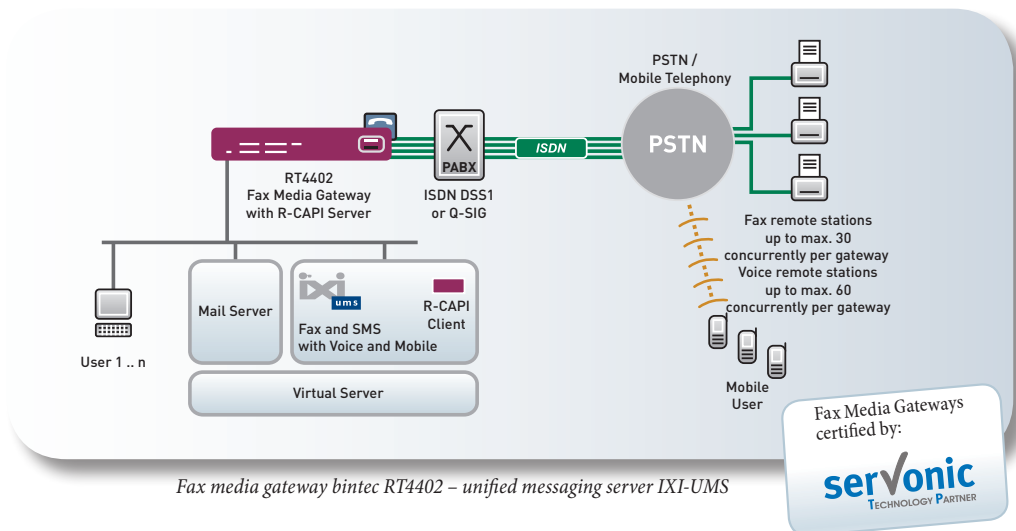 PSTN /
Mobile Telephony
PSTN
ISDN
PABX
ISDN DSS1
or Q-SIG
RT4402
Fax Media Gateway
with R-CAPI Server
Fax remote stations
up to max. 30
concurrently per gateway
Voice remote stations
up to max. 60
concurrently per gateway
Mail Server
ixi
ums
R-CAPI
Client
Fax and SMS
with Voice and Mobile
User 1 .. n
Virtual Server
Mobile
User
Fax Media Gateways
certified by:
servonic
TECHNOLOGY PARTNER
Fax media gateway bintec RT4402 – unified messaging server IXI-UMS